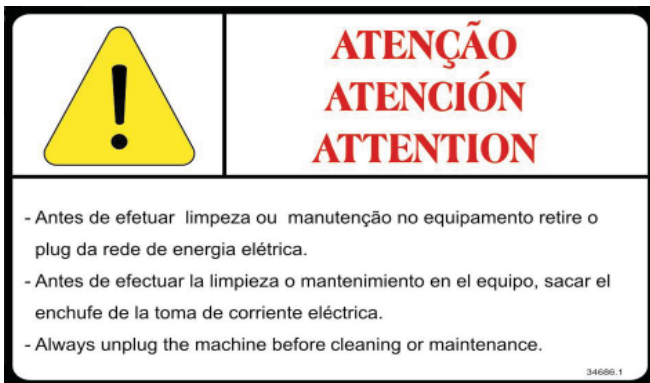 ATENÇÃO
ATENCIÓN
ATTENTION
- Antes de efetuar limpeza ou manutenção no equipamento retire o
plug da rede de energia elétrica.
- Antes de efectuar la limpieza o mantenimiento en el equipo, sacar el
enchufe de la toma de corriente eléctrica.
- Always unplug the machine before cleaning or maintenance.
34686.1